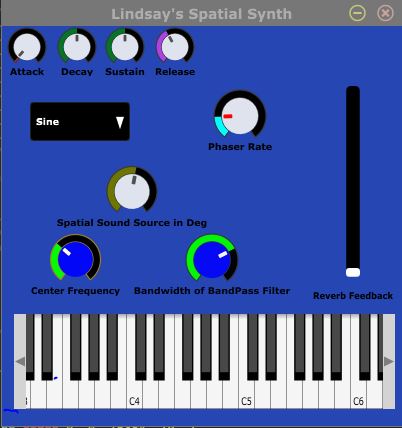 Lindsay's Spatial Synth
Attack Decay Sustain Release
Sine
Phaser Rate
Spatial Sound Source in Deg
Center Frequency Bandwidth of BandPass Filter
Reverb Feedback
C4 C5 C6